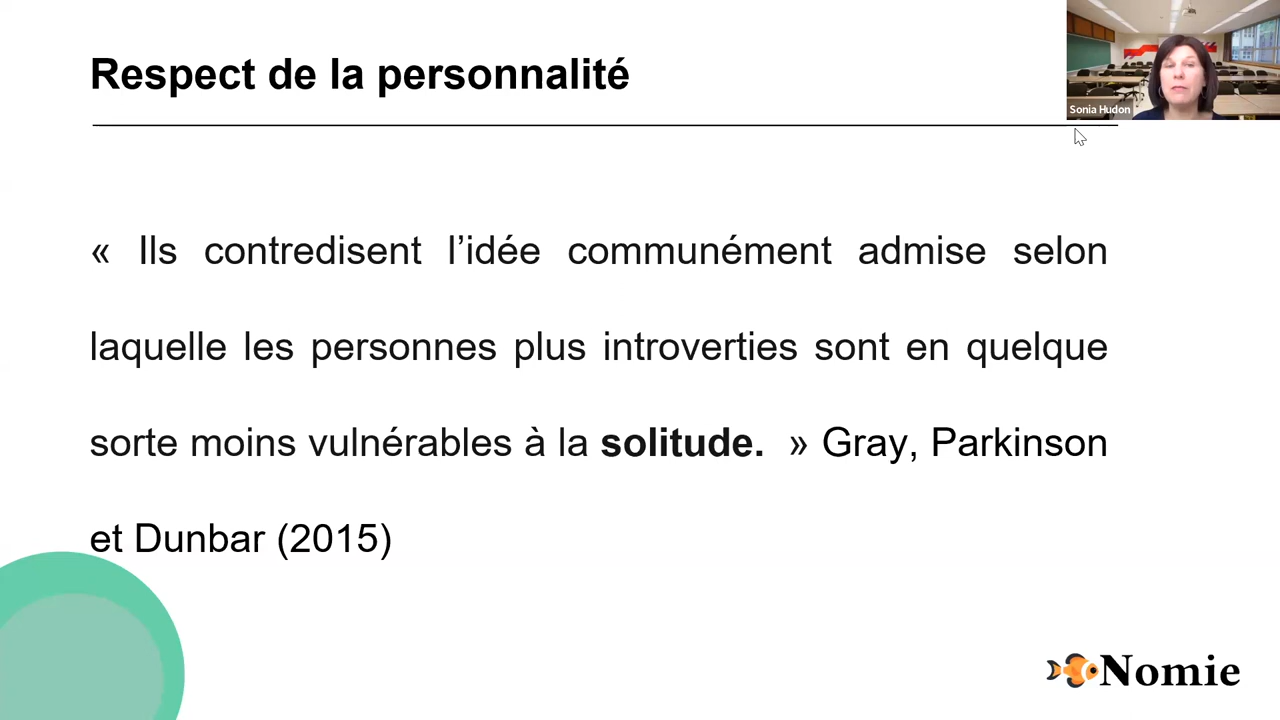 Respect de la personnalité
Sonia Hudon
« Ils contredisent l’idée communément admise selon
laquelle les personnes plus introverties sont en quelque
sorte moins vulnérables à la solitude. » Gray, Parkinson
et Dunbar (2015)
Nomie